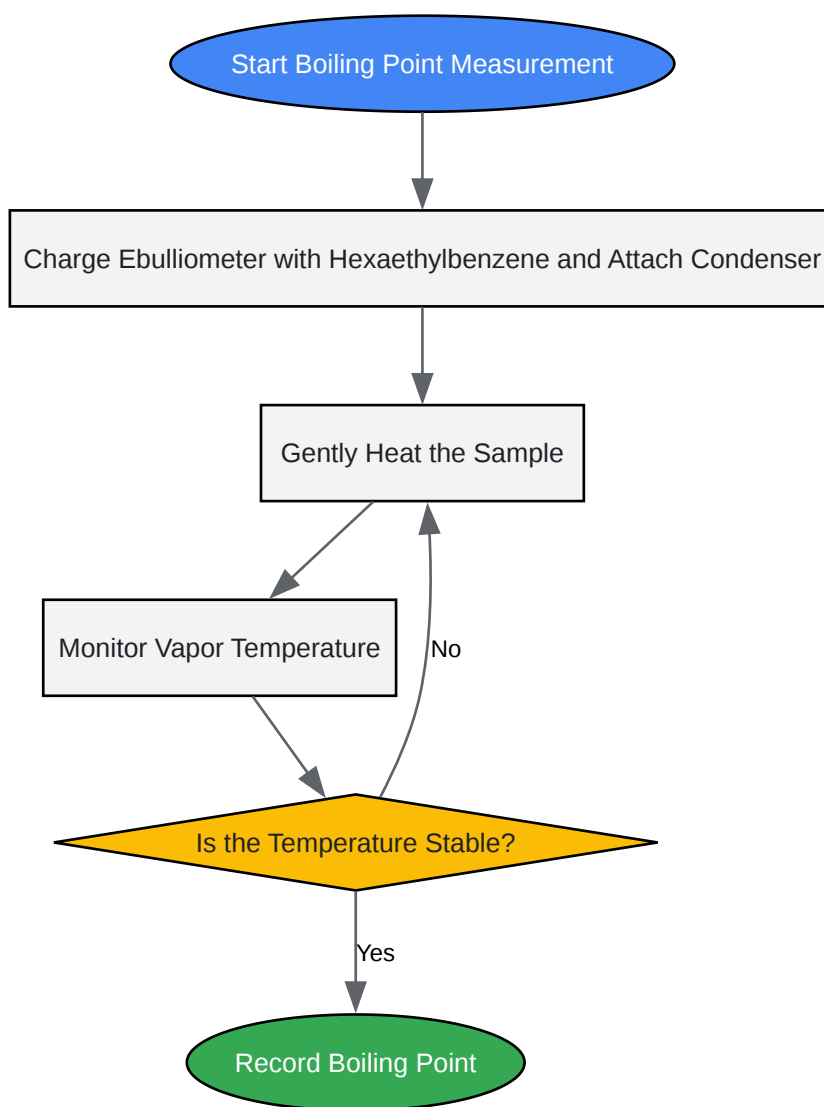 Start Boiling Point Measurement
Charge Ebulliometer with Hexaethylbenzene and Attach Condenser
Gently Heat the Sample
Monitor Vapor Temperature
No
Is the Temperature Stable?
Yes
Record Boiling Point